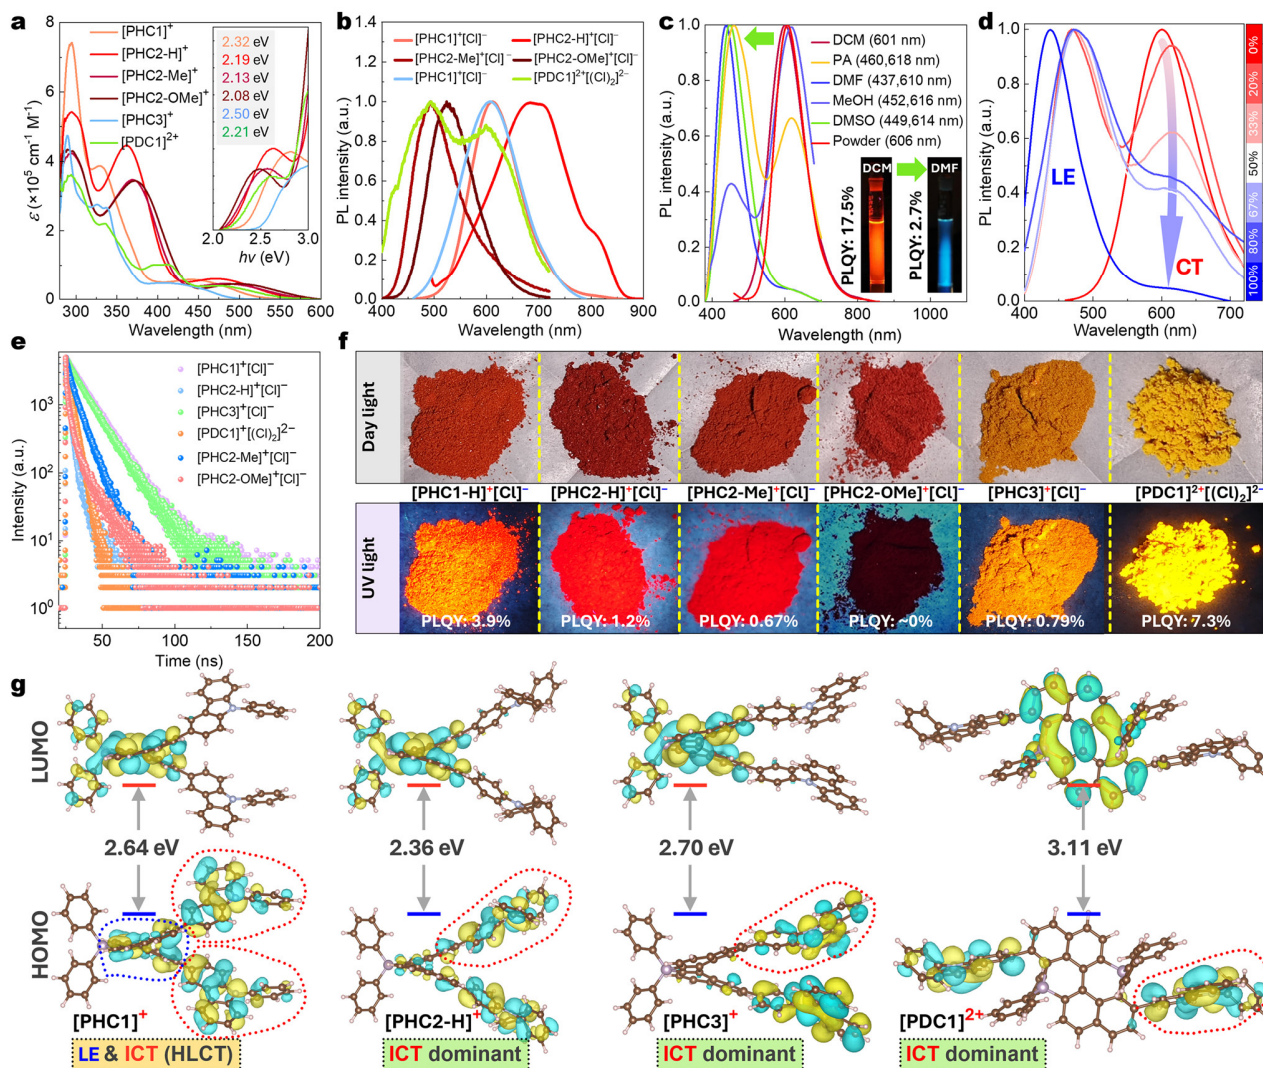 a
8
6
4
2
0
ε (×10⁵ cm⁻¹ M⁻¹)
[PHC1]⁺
[PHC2-H]⁺
[PHC2-Me]⁺
[PHC2-OMe]⁺
[PHC3]⁺
[PDC1]²⁺
2.32 eV
2.19 eV
2.13 eV
2.08 eV
2.50 eV
2.21 eV
2.0 2.5 3.0
hν (eV)
300 350 400 450 500 550 600
Wavelength (nm)
b
1.4
1.2
1.0
0.8
0.6
0.4
0.2
0.0
PL intensity (a.u.)
[PHC1]⁺[Cl]⁻ [PHC2-H]⁺[Cl]⁻
[PHC2-Me]⁺[Cl]⁻ [PHC2-OMe]⁺[Cl]⁻
[PHC1]⁺[Cl]⁻ [PDC1]²⁺[(Cl)₂]²⁻
400 500 600 700 800 900
Wavelength (nm)
c
1.0
0.8
0.6
0.4
0.2
0.0
PL intensity (a.u.)
DCM (601 nm)
PA (460,618 nm)
DMF (437,610 nm)
MeOH (452,616 nm)
DMSO (449,614 nm)
Powder (606 nm)
PLQY: 17.5%
DCM
PLQY: 2.7%
DMF
400 600 800 1000
Wavelength (nm)
d
1.0
0.8
0.6
0.4
0.2
0.0
PL intensity (a.u.)
LE
CT
400 500 600 700
Wavelength (nm)
0%
20%
33%
50%
67%
80%
100%
e
10³
10²
10¹
10⁰
Intensity (a.u.)
[PHC1]⁺[Cl]⁻
[PHC2-H]⁺[Cl]⁻
[PHC3]⁺[Cl]⁻
[PDC1]⁺[(Cl)₂]²⁻
[PHC2-Me]⁺[Cl]⁻
[PHC2-OMe]⁺[Cl]⁻
50 100 150 200
Time (ns)
f
Day light
[PHC1-H]⁺[Cl]⁻ [PHC2-H]⁺[Cl]⁻ [PHC2-Me]⁺[Cl]⁻ [PHC2-OMe]⁺[Cl]⁻ [PHC3]⁺[Cl]⁻ [PDC1]²⁺[(Cl)₂]²⁻
UV light
PLQY: 3.9% PLQY: 1.2% PLQY: 0.67% PLQY: ~0% PLQY: 0.79% PLQY: 7.3%
g
LUMO
2.64 eV 2.36 eV 2.70 eV 3.11 eV
HOMO
[PHC1]⁺ [PHC2-H]⁺ [PHC3]⁺ [PDC1]²⁺
LE & ICT (HLCT) ICT dominant ICT dominant ICT dominant